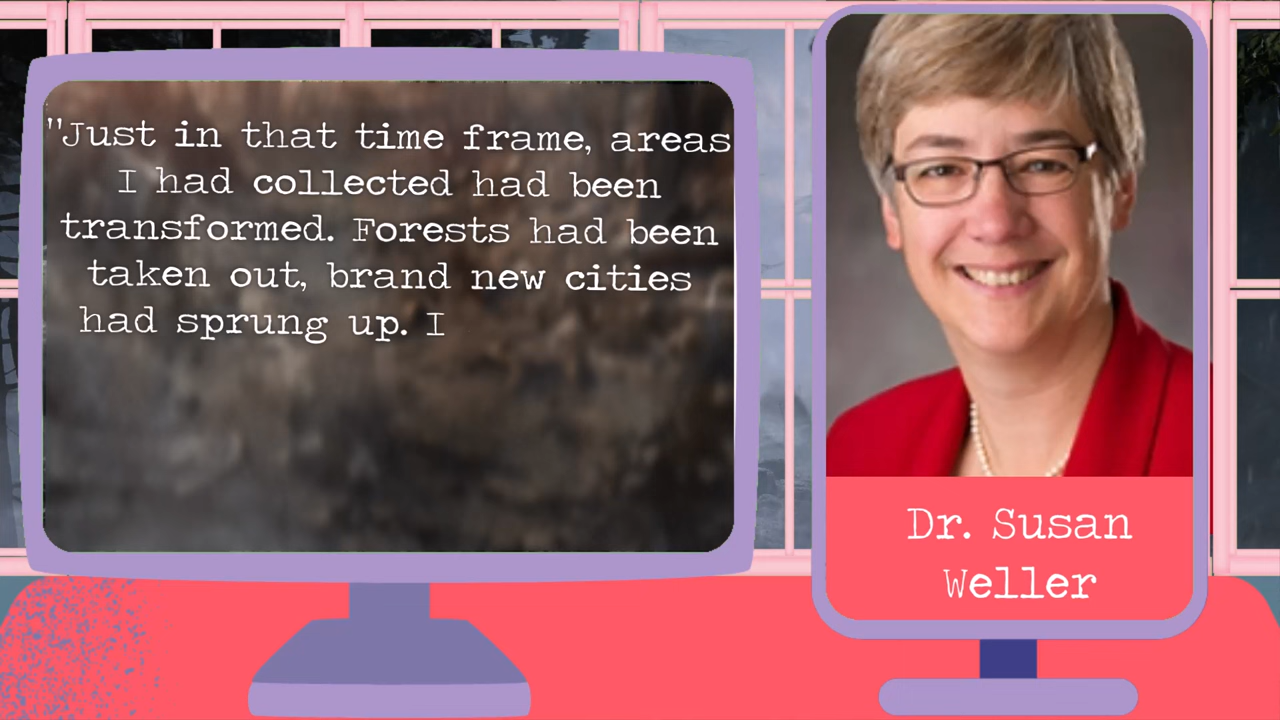 "Just in that time frame, areas
I had collected had been
transformed. Forests had been
taken out, brand new cities
had sprung up. I
Dr. Susan
Weller